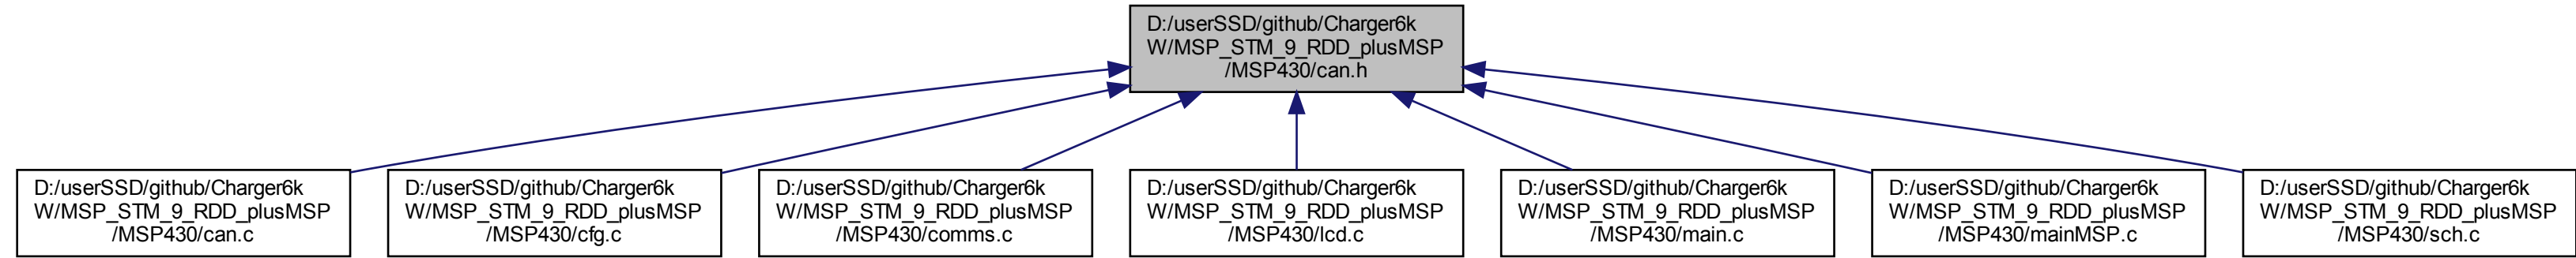 D:/userSSD/github/Charger6k
W/MSP_STM_9_RDD_plusMSP
/MSP430/can.h
D:/userSSD/github/Charger6k
W/MSP_STM_9_RDD_plusMSP
/MSP430/can.c
D:/userSSD/github/Charger6k
W/MSP_STM_9_RDD_plusMSP
/MSP430/cfg.c
D:/userSSD/github/Charger6k
W/MSP_STM_9_RDD_plusMSP
/MSP430/comms.c
D:/userSSD/github/Charger6k
W/MSP_STM_9_RDD_plusMSP
/MSP430/lcd.c
D:/userSSD/github/Charger6k
W/MSP_STM_9_RDD_plusMSP
/MSP430/main.c
D:/userSSD/github/Charger6k
W/MSP_STM_9_RDD_plusMSP
/MSP430/mainMSP.c
D:/userSSD/github/Charger6k
W/MSP_STM_9_RDD_plusMSP
/MSP430/sch.c